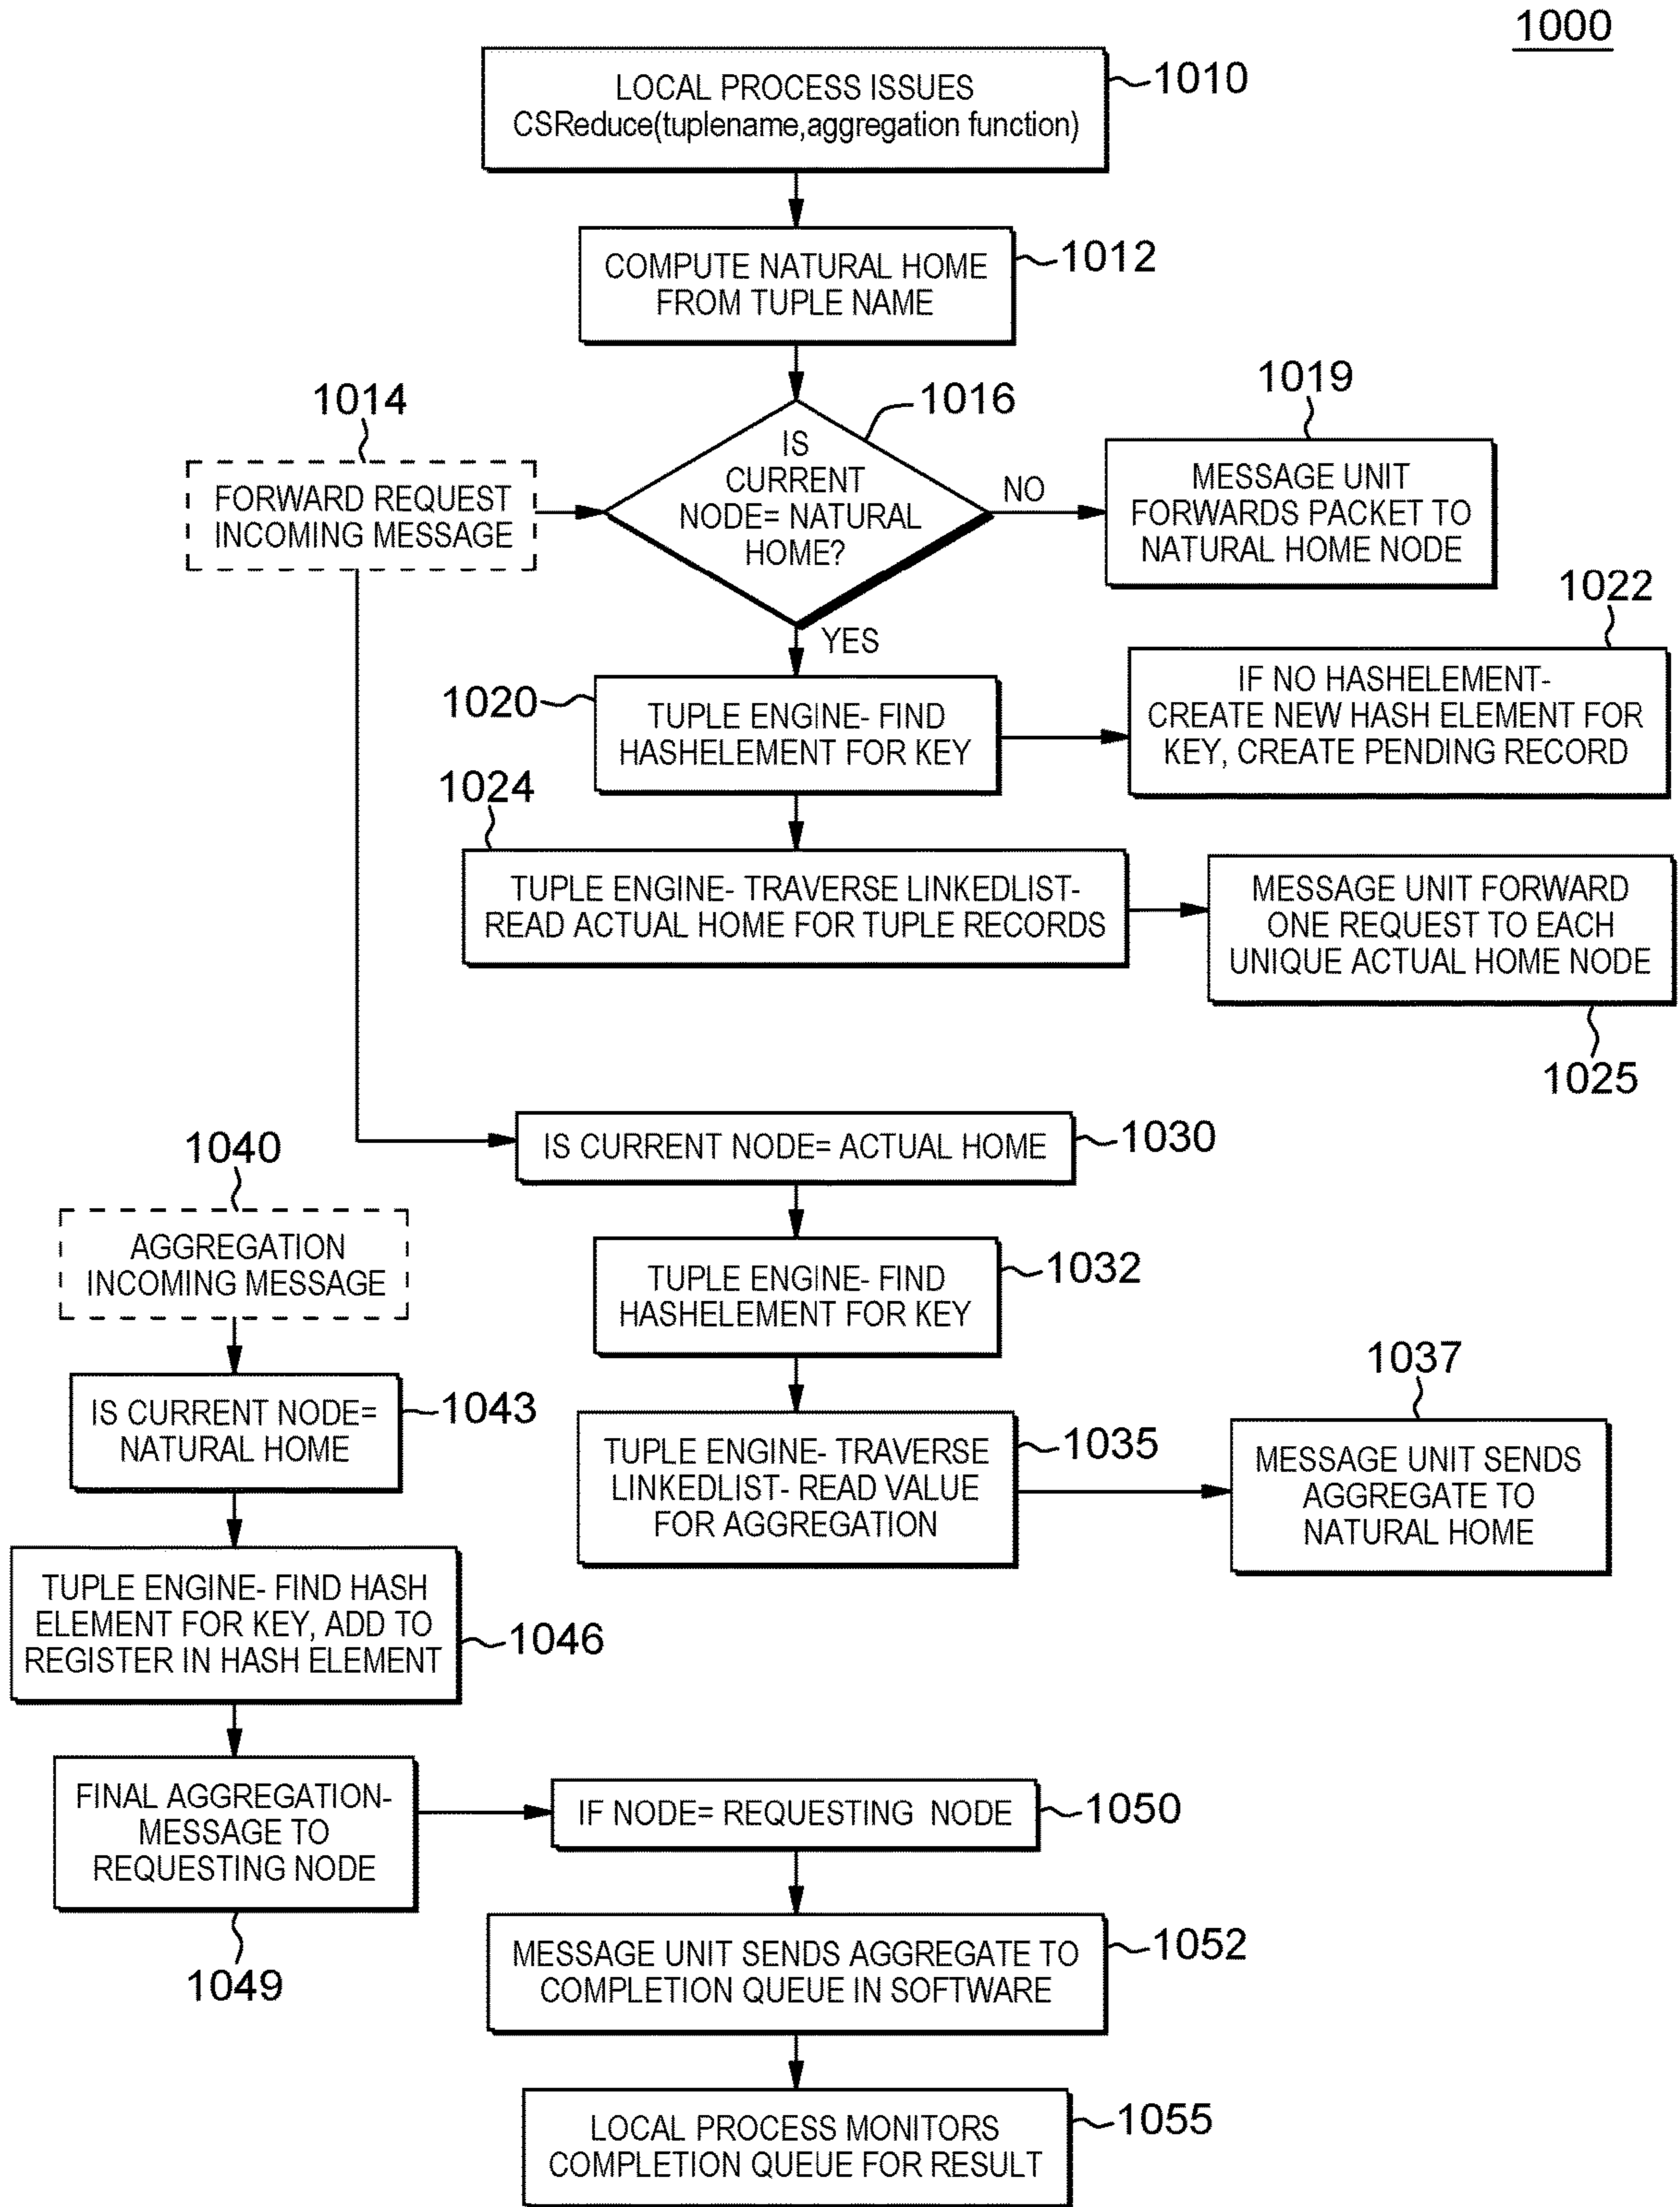 1000
LOCAL PROCESS ISSUES
CSReduce(tuplename,aggregation function)
1010
COMPUTE NATURAL HOME
FROM TUPLE NAME
1012
1014
FORWARD REQUEST
INCOMING MESSAGE
IS
CURRENT
NODE= NATURAL
HOME?
1016
NO
YES
1019
MESSAGE UNIT
FORWARDS PACKET TO
NATURAL HOME NODE
1020
TUPLE ENGINE- FIND
HASHELEMENT FOR KEY
1022
IF NO HASHELEMENT-
CREATE NEW HASH ELEMENT FOR
KEY, CREATE PENDING RECORD
1024
TUPLE ENGINE- TRAVERSE LINKEDLIST-
READ ACTUAL HOME FOR TUPLE RECORDS
MESSAGE UNIT FORWARD
ONE REQUEST TO EACH
UNIQUE ACTUAL HOME NODE
1025
IS CURRENT NODE= ACTUAL HOME
1030
1040
AGGREGATION
INCOMING MESSAGE
TUPLE ENGINE- FIND
HASHELEMENT FOR KEY
1032
IS CURRENT NODE=
NATURAL HOME
1043
TUPLE ENGINE- TRAVERSE
LINKEDLIST- READ VALUE
FOR AGGREGATION
1035
1037
MESSAGE UNIT SENDS
AGGREGATE TO
NATURAL HOME
TUPLE ENGINE- FIND HASH
ELEMENT FOR KEY, ADD TO
REGISTER IN HASH ELEMENT
1046
FINAL AGGREGATION-
MESSAGE TO
REQUESTING NODE
1049
IF NODE= REQUESTING NODE
1050
MESSAGE UNIT SENDS AGGREGATE TO
COMPLETION QUEUE IN SOFTWARE
1052
LOCAL PROCESS MONITORS
COMPLETION QUEUE FOR RESULT
1055